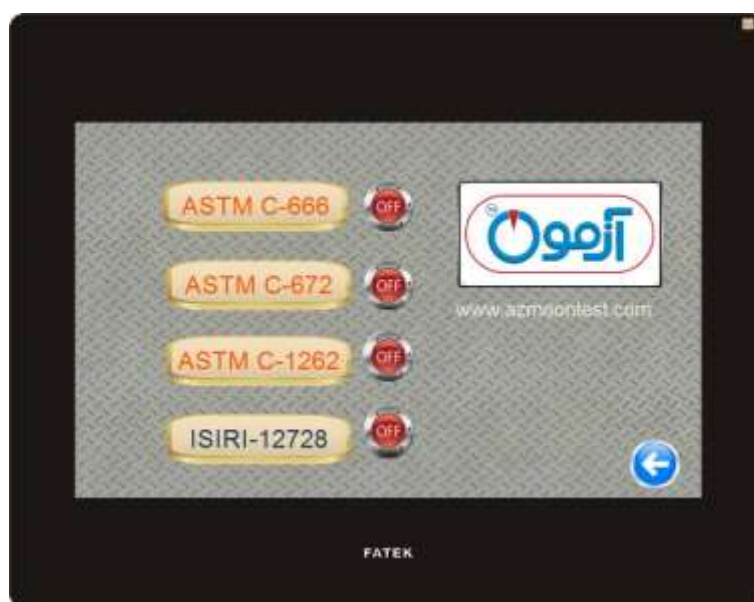 ASTM C-666 OFF
ASTM C-672 OFF
ASTM C-1262 OFF
ISIRI-12728 OFF
آزمون
www.azmoontest.com
FATEK